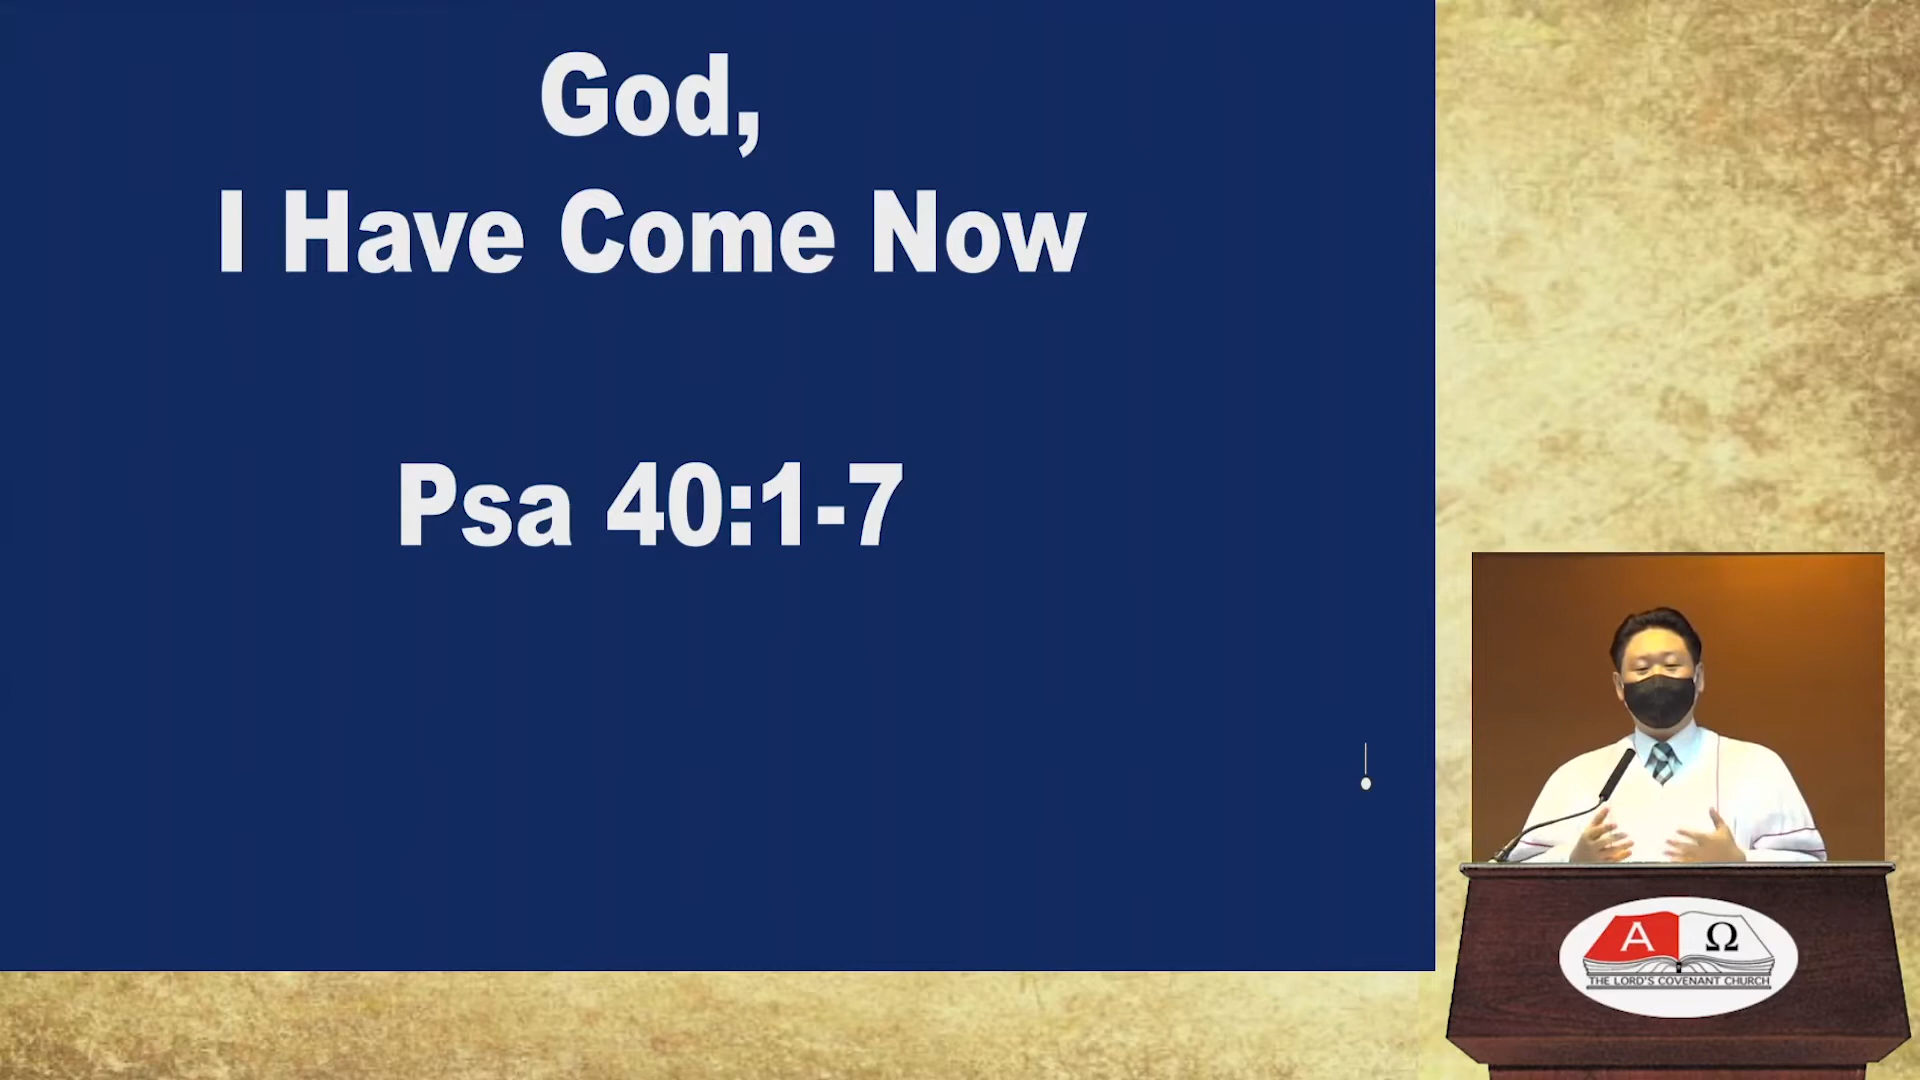 God,
I Have Come Now
Psa 40:1-7
Α Ω
THE LORD'S COVENANT CHURCH